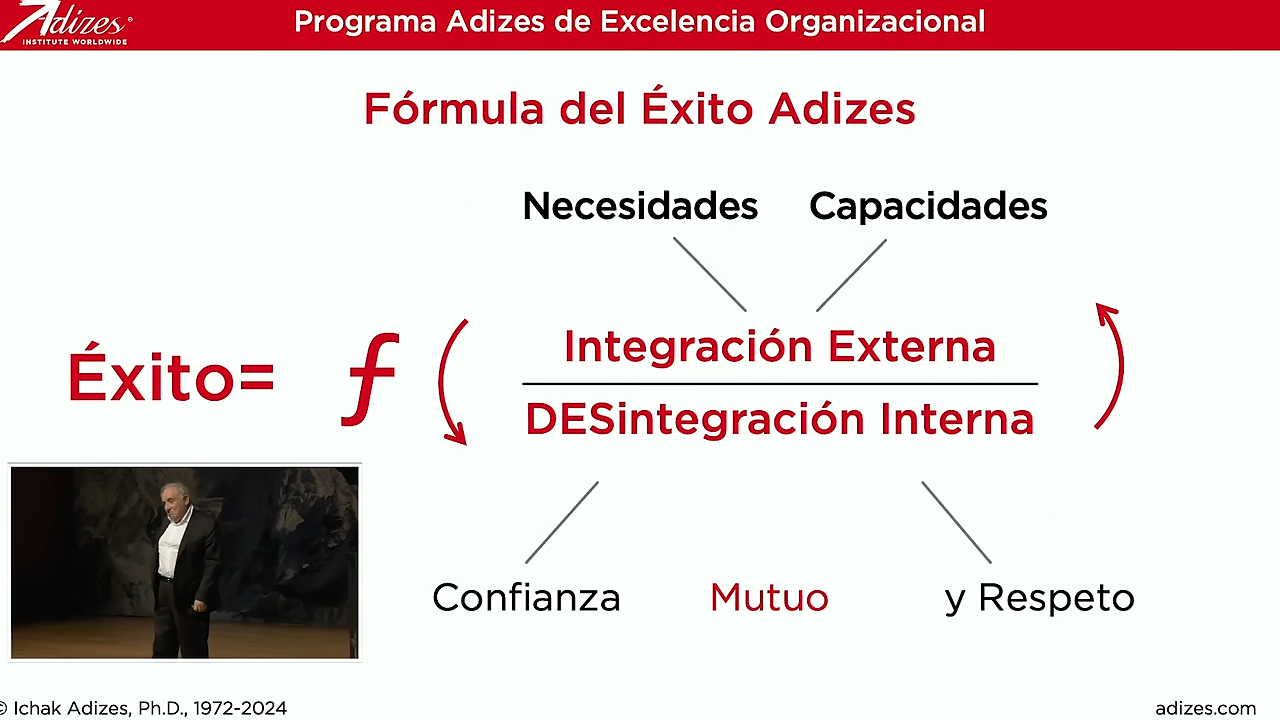 Adizes®
INSTITUTE WORLDWIDE
Programa Adizes de Excelencia Organizacional
Fórmula del Éxito Adizes
Necesidades Capacidades
Éxito= ƒ
Integración Externa
DESintegración Interna
Confianza Mutuo y Respeto
© Ichak Adizes, Ph.D., 1972-2024
adizes.com